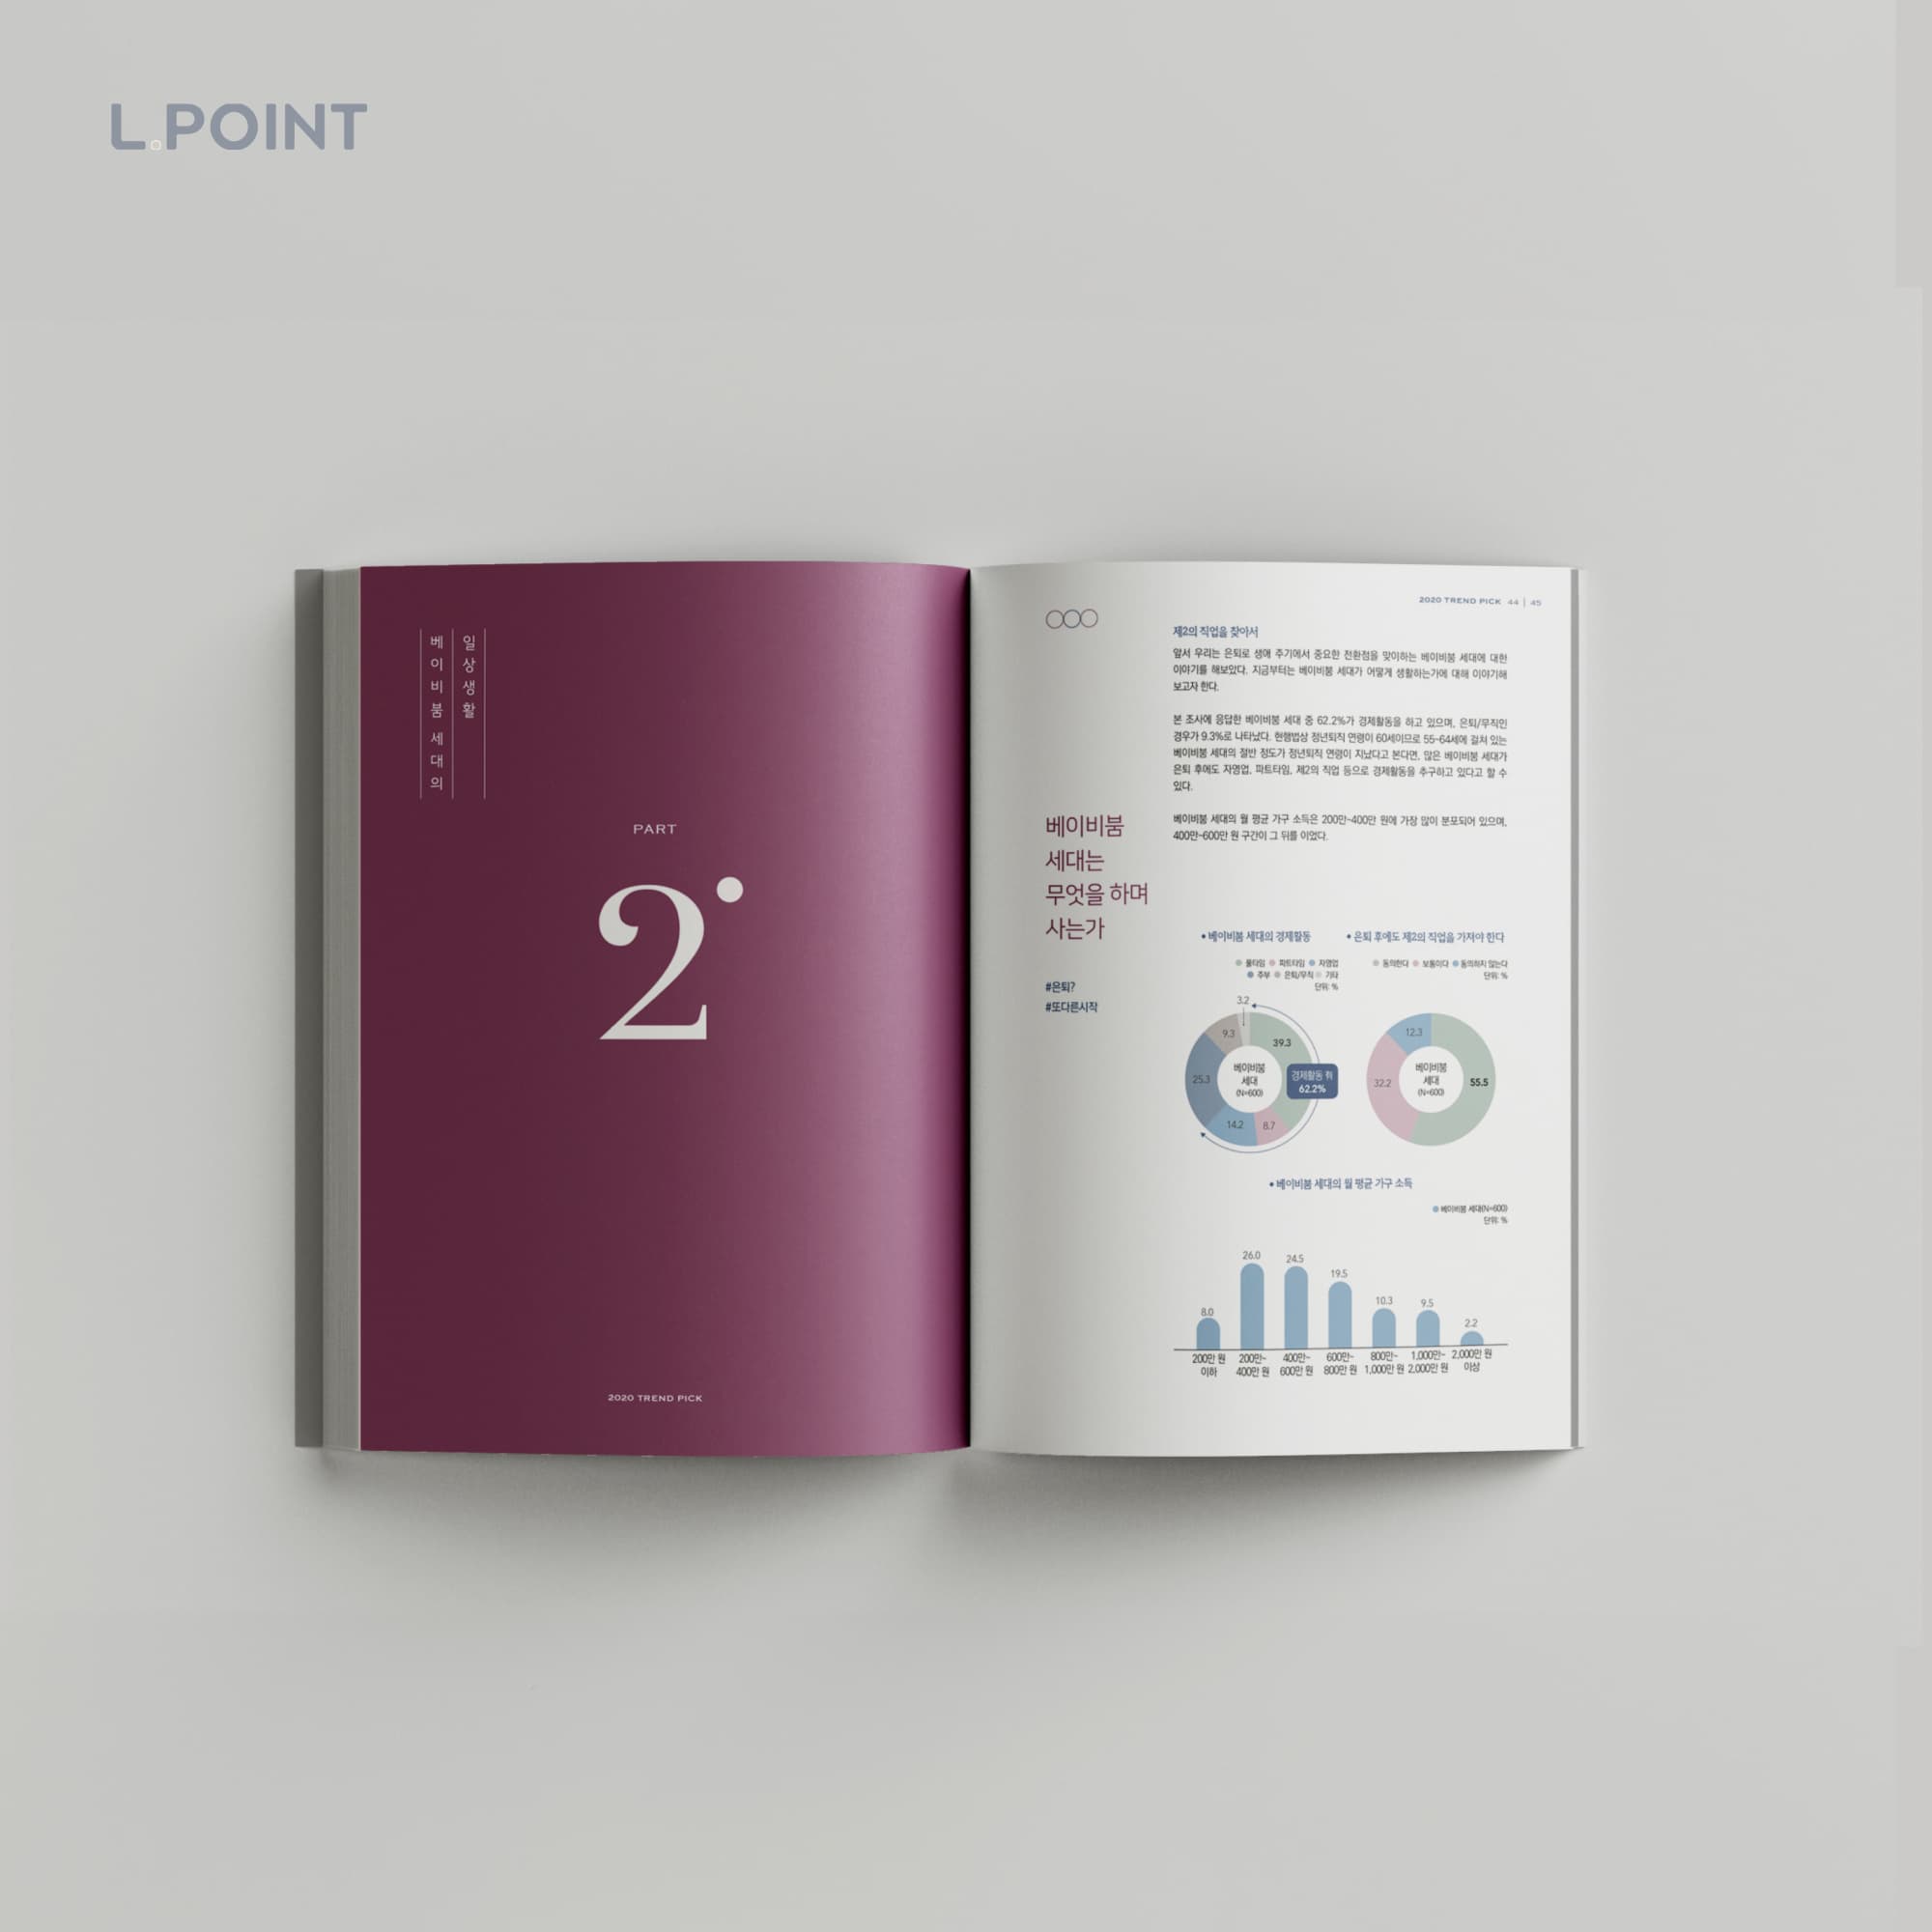 L.POINT
베이비붐 세대의
일상생활
PART
2
2020 TREND PICK
2020 TREND PICK 44 | 45
베이비붐
세대는
무엇을 하며
사는가
#은퇴?
#또다른시작
제2의 직업을 찾아서
앞서 우리는 은퇴로 생애 주기에서 중요한 전환점을 맞이하는 베이비붐 세대에 대한
이야기를 해보았다. 지금부터는 베이비붐 세대가 어떻게 생활하는가에 대해 이야기해
보고자 한다.
본 조사에 응답한 베이비붐 세대 중 62.2%가 경제활동을 하고 있으며, 은퇴/무직인
경우가 9.3%로 나타났다. 현행법상 정년퇴직 연령이 60세이므로 55~64세에 걸쳐 있는
베이비붐 세대의 절반 정도가 정년퇴직 연령이 지났다고 본다면, 많은 베이비붐 세대가
은퇴 후에도 자영업, 파트타임, 제2의 직업 등으로 경제활동을 추구하고 있다고 할 수
있다.
베이비붐 세대의 월 평균 가구 소득은 200만~400만 원에 가장 많이 분포되어 있으며,
400만~600만 원 구간이 그 뒤를 이었다.
• 베이비붐 세대의 경제활동
풀타임 파트타임 자영업
주부 은퇴/무직 기타
단위: %
3.2
9.3
39.3
25.3
베이비붐
세대
(N=600)
경제활동 中
62.2%
14.2
8.7
• 은퇴 후에도 제2의 직업을 가져야 한다
동의한다 보통이다 동의하지 않는다
단위: %
12.3
32.2
베이비붐
세대
(N=600)
55.5
• 베이비붐 세대의 월 평균 가구 소득
베이비붐 세대(N=600)
단위: %
8.0
26.0
24.5
19.5
10.3
9.5
2.2
200만 원
이하
200만~
400만 원
400만~
600만 원
600만~
800만 원
800만~
1,000만 원
1,000만~
2,000만 원
2,000만 원
이상